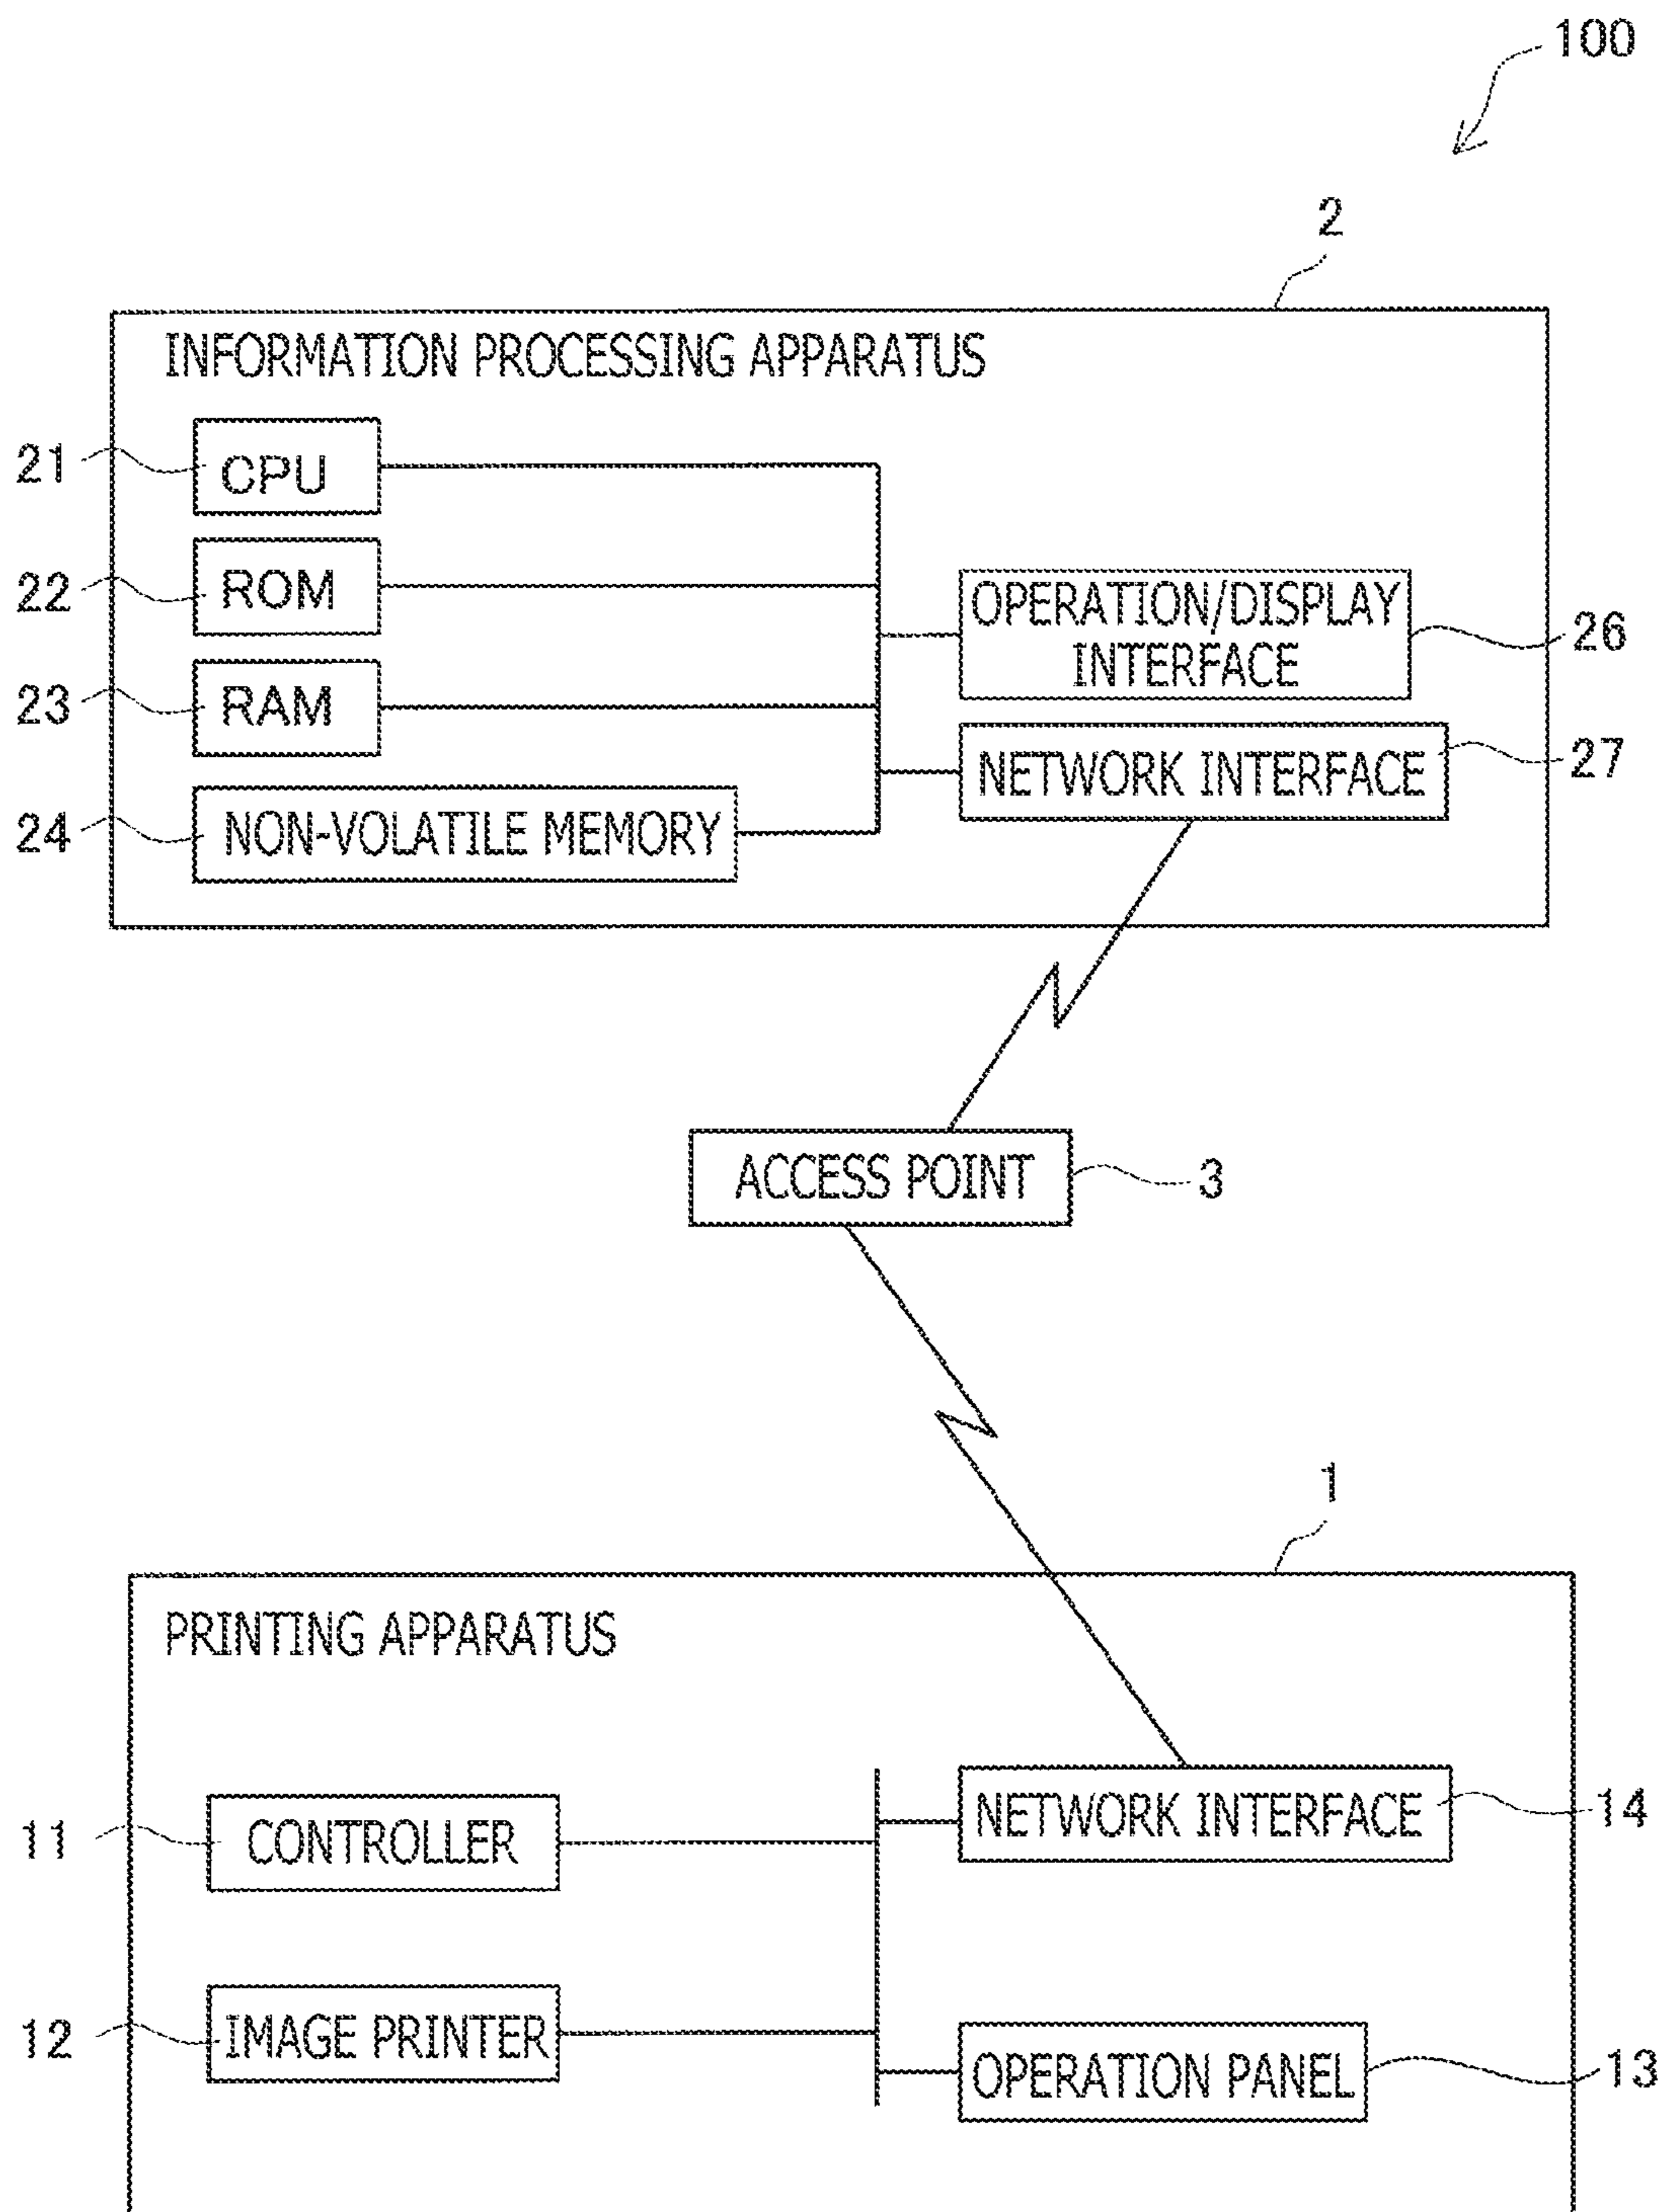 100
2
INFORMATION PROCESSING APPARATUS
21
CPU
22
ROM
OPERATION/DISPLAY
INTERFACE
26
23
RAM
NETWORK INTERFACE
27
24
NON-VOLATILE MEMORY
ACCESS POINT
3
1
PRINTING APPARATUS
NETWORK INTERFACE
14
11
CONTROLLER
12
IMAGE PRINTER
OPERATION PANEL
13